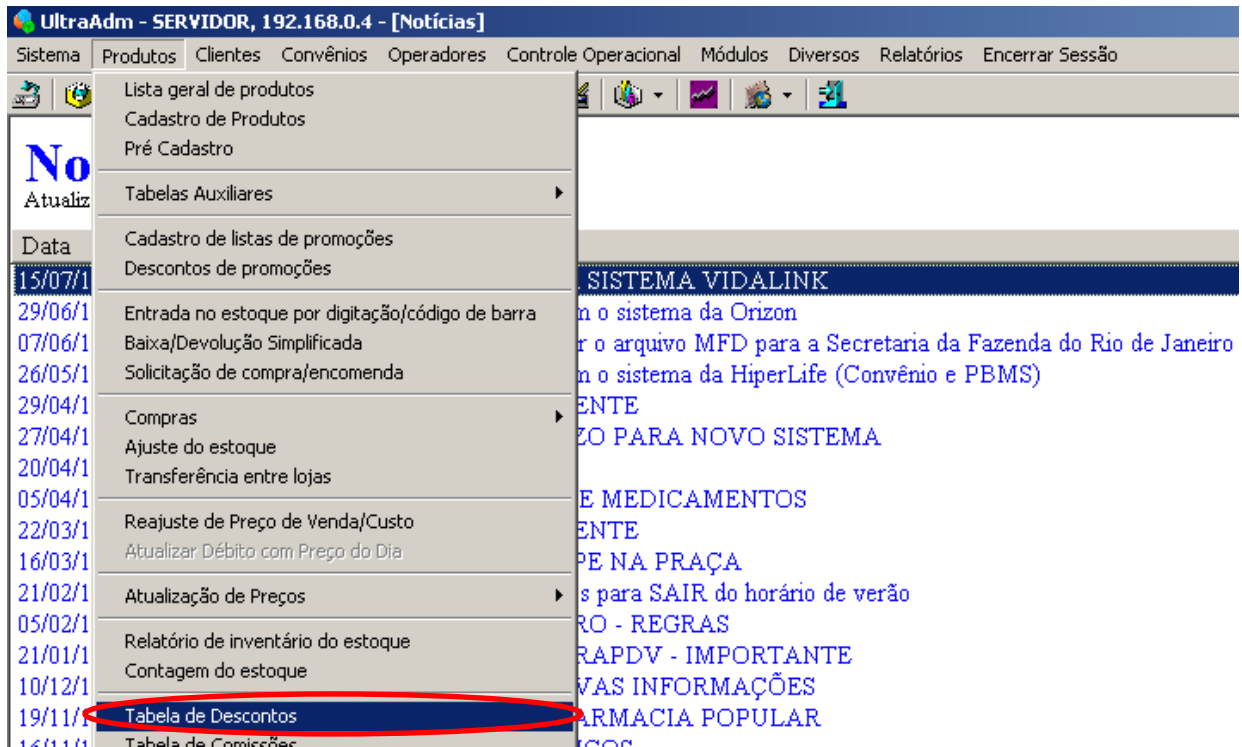 UltraAdm - SERVIDOR, 192.168.0.4 - [Notícias]
Sistema Produtos Clientes Convênios Operadores Controle Operacional Módulos Diversos Relatórios Encerrar Sessão
Lista geral de produtos
Cadastro de Produtos
Pré Cadastro
Tabelas Auxiliares
Cadastro de listas de promoções
Descontos de promoções
Entrada no estoque por digitação/código de barra
Baixa/Devolução Simplificada
Solicitação de compra/encomenda
Compras
Ajuste do estoque
Transferência entre lojas
Reajuste de Preço de Venda/Custo
Atualizar Débito com Preço do Dia
Atualização de Preços
Relatório de inventário do estoque
Contagem do estoque
Tabela de Descontos
Tabela de Comissões
No
Atualiz
Data
15/07/1 SISTEMA VIDALINK
29/06/1 m o sistema da Orizon
07/06/1 r o arquivo MFD para a Secretaria da Fazenda do Rio de Janeiro
26/05/1 m o sistema da HiperLife (Convênio e PBMS)
29/04/1 ENTE
27/04/1 ZO PARA NOVO SISTEMA
20/04/1
05/04/1 E MEDICAMENTOS
22/03/1 ENTE
16/03/1 PE NA PRAÇA
21/02/1 s para SAIR do horário de verão
05/02/1 RO - REGRAS
21/01/1 RAPDV - IMPORTANTE
10/12/1 VAS INFORMAÇÕES
19/11/1 ARMACIA POPULAR